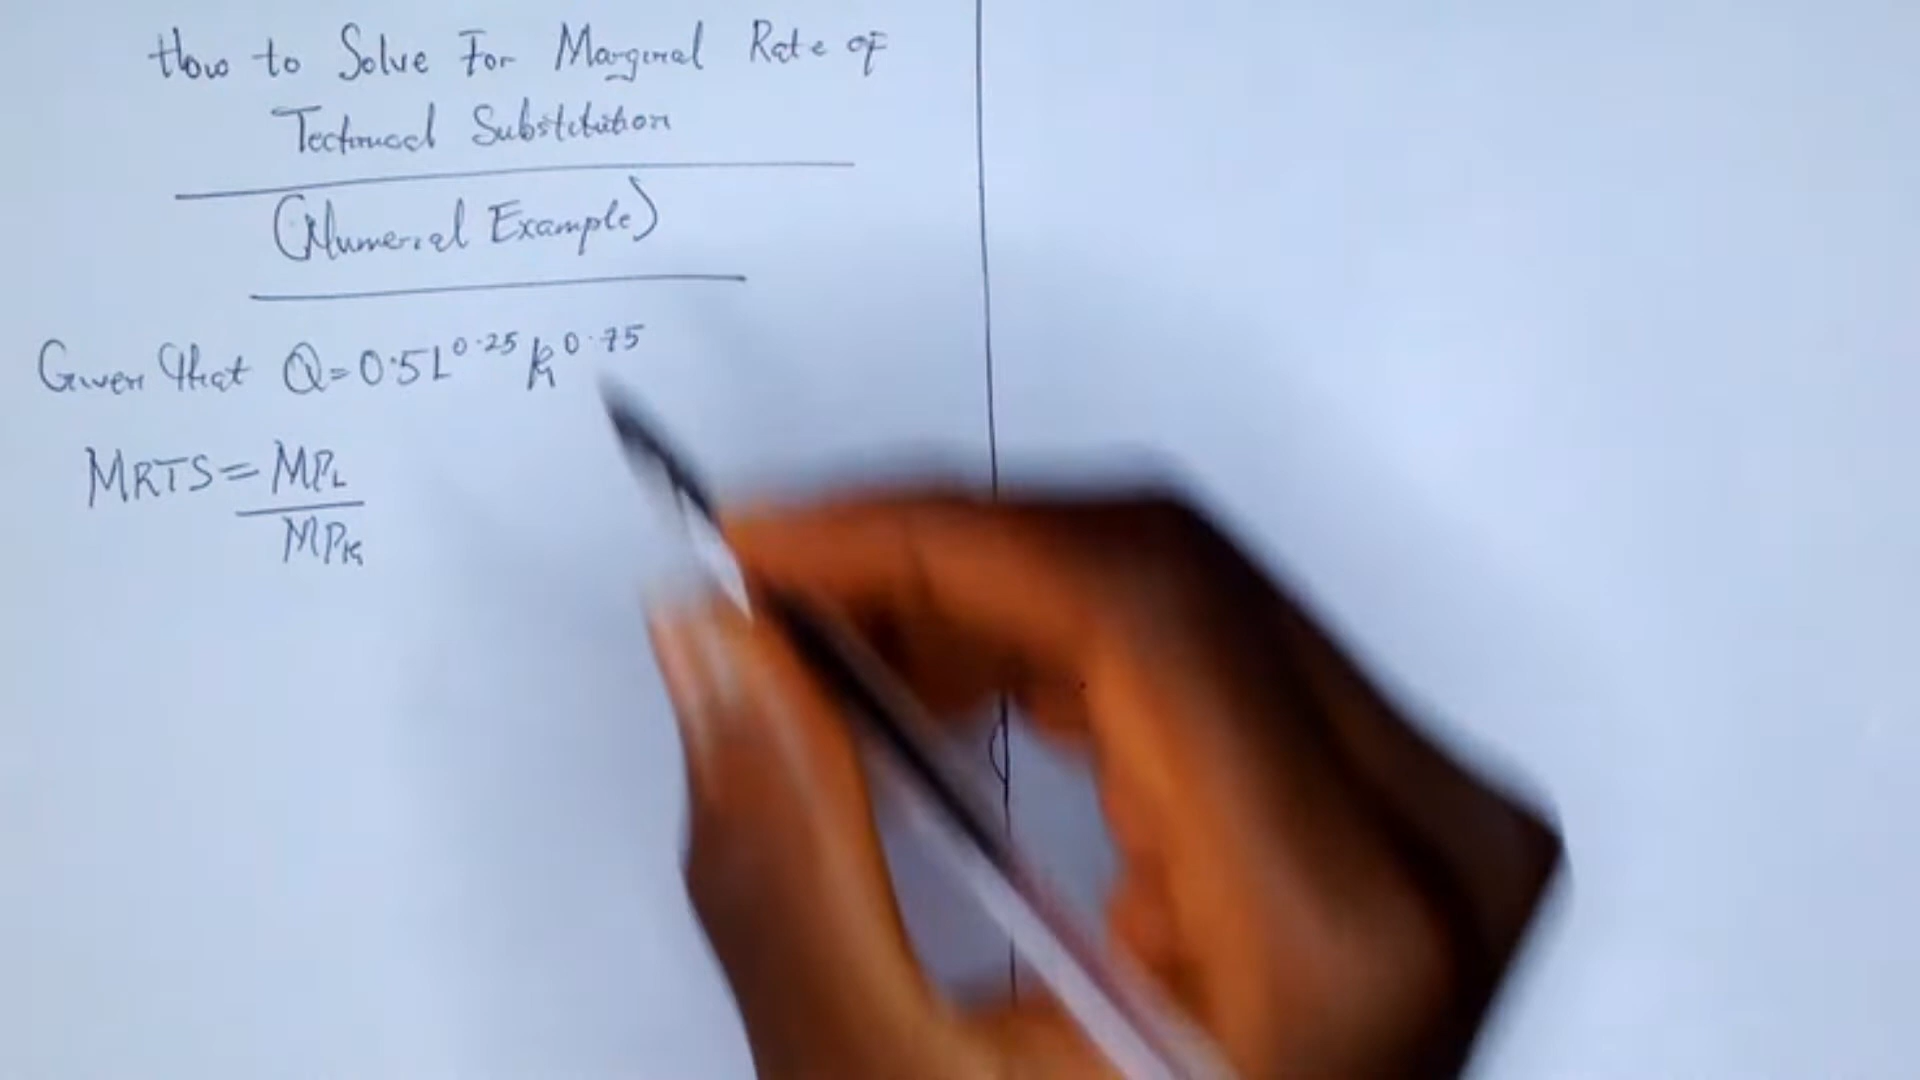 How to Solve For Marginal Rate of
Technical Substitution
(Numerical Example)
Given that Q=0.5L^0.25 K^0.75
MRTS=MPL
MPK